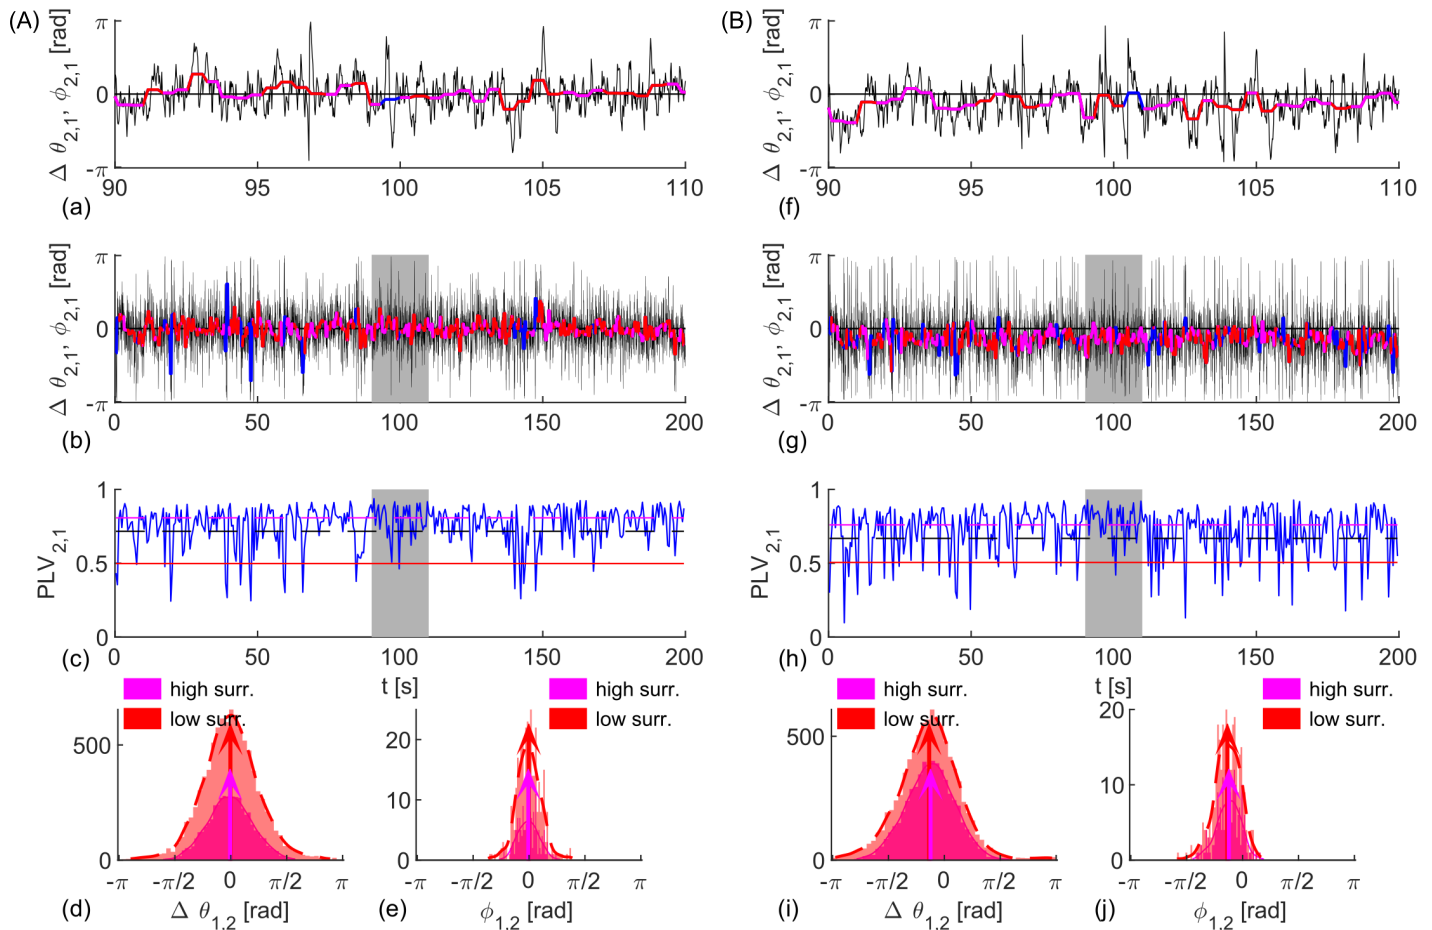 (A)
Δ θ2,1, ϕ2,1 [rad]
π
0
-π
90 95 100 105 110
(a)
(B)
Δ θ2,1, ϕ2,1 [rad]
π
0
-π
90 95 100 105 110
(f)
Δ θ2,1, ϕ2,1 [rad]
π
0
-π
0 50 100 150 200
(b)
Δ θ2,1, ϕ2,1 [rad]
π
0
-π
0 50 100 150 200
(g)
PLV2,1
1
0.5
0
0 50 100 150 200
(c)
t [s]
PLV2,1
1
0.5
0
0 50 100 150 200
(h)
t [s]
high surr.
low surr.
500
0
-π -π/2 0 π/2 π
(d)
Δ θ1,2 [rad]
high surr.
low surr.
20
10
0
-π -π/2 0 π/2 π
(e)
ϕ1,2 [rad]
high surr.
low surr.
500
0
-π -π/2 0 π/2 π
(i)
Δ θ1,2 [rad]
high surr.
low surr.
20
10
0
-π -π/2 0 π/2 π
(j)
ϕ1,2 [rad]